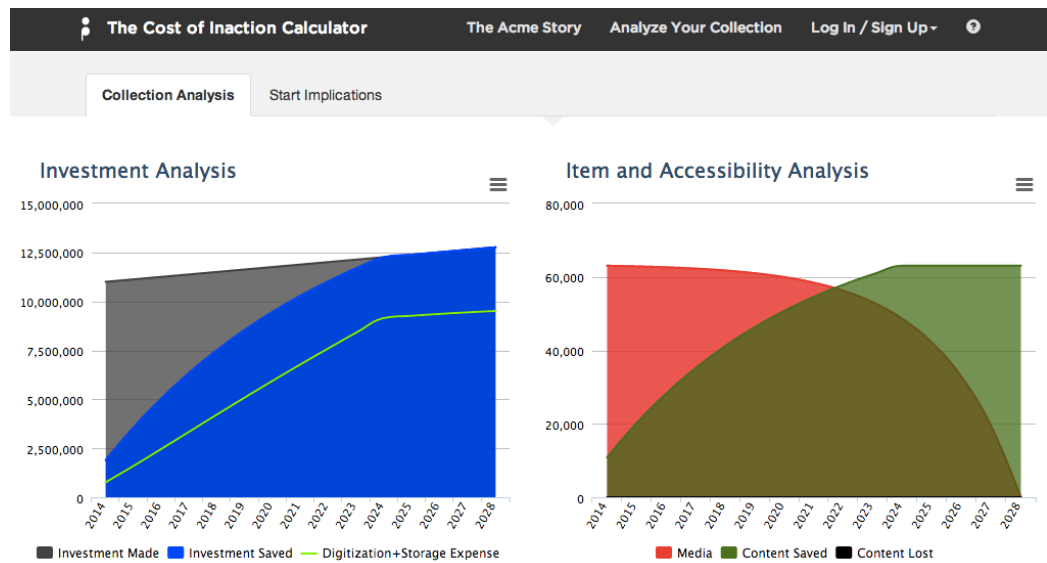 The Cost of Inaction Calculator
The Acme Story
Analyze Your Collection
Log In / Sign Up
?
Collection Analysis
Start Implications
Investment Analysis
15,000,000
12,500,000
10,000,000
7,500,000
5,000,000
2,500,000
0
2014 2015 2016 2017 2018 2019 2020 2021 2022 2023 2024 2025 2026 2027 2028
Investment Made Investment Saved Digitization+Storage Expense
Item and Accessibility Analysis
80,000
60,000
40,000
20,000
0
2014 2015 2016 2017 2018 2019 2020 2021 2022 2023 2024 2025 2026 2027 2028
Media Content Saved Content Lost